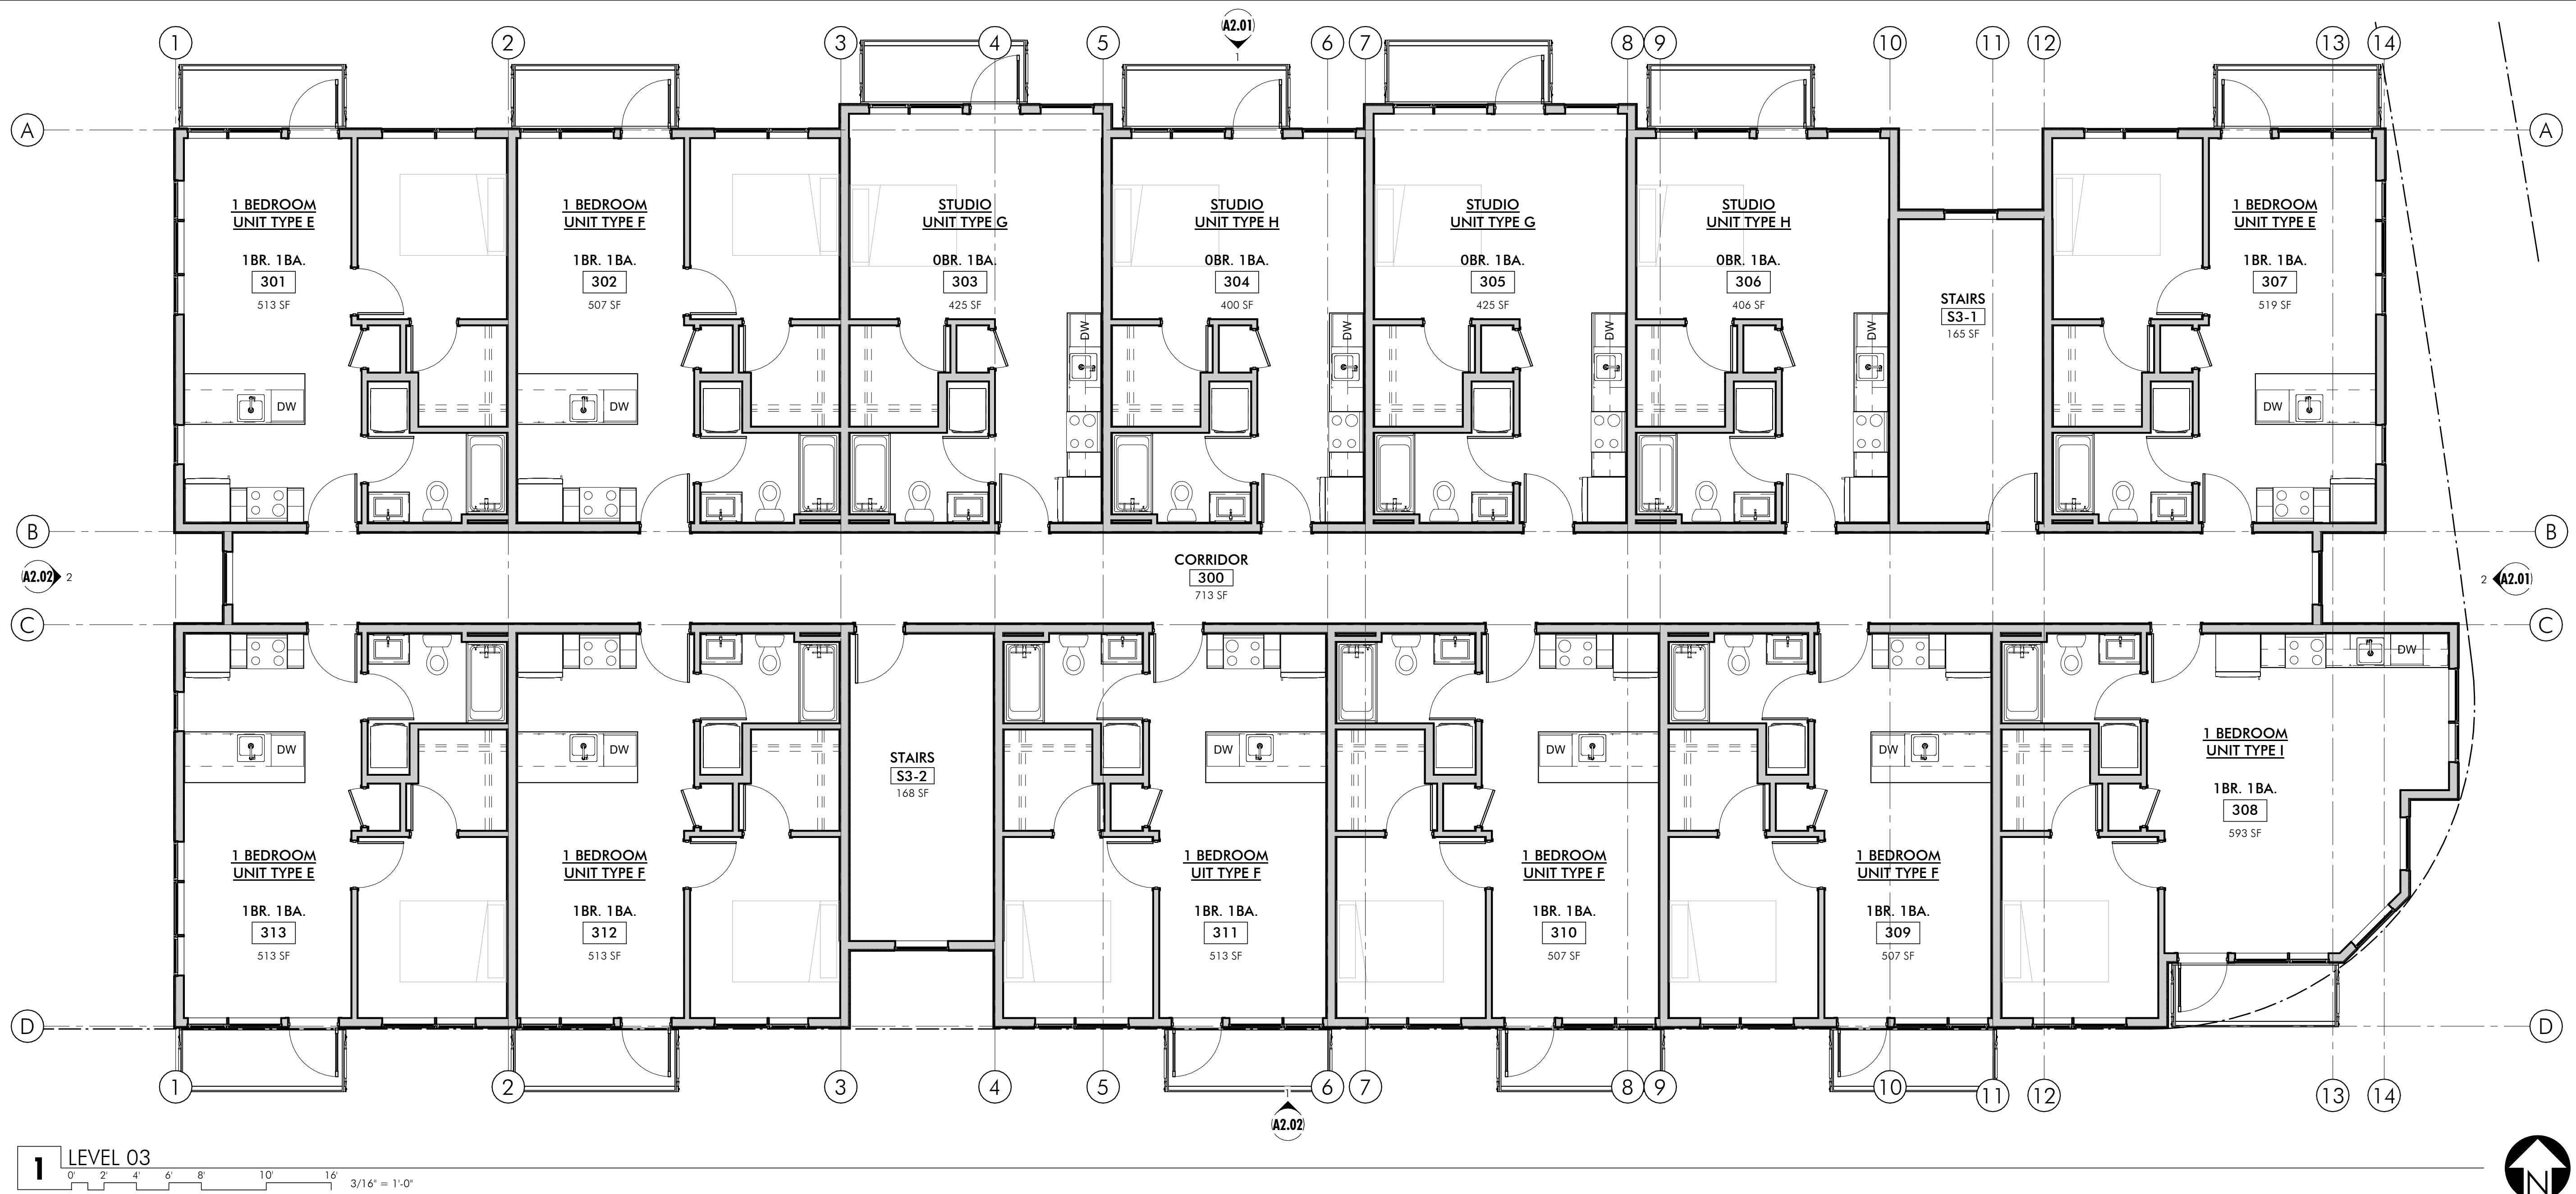 A2.01
1
1 2 3 4 5 6 7 8 9 10 11 12 13 14
A A
1 BEDROOM
UNIT TYPE E
1BR. 1BA.
301
513 SF
1 BEDROOM
UNIT TYPE F
1BR. 1BA.
302
507 SF
STUDIO
UNIT TYPE G
0BR. 1BA.
303
425 SF
STUDIO
UNIT TYPE H
0BR. 1BA.
304
400 SF
STUDIO
UNIT TYPE G
0BR. 1BA.
305
425 SF
STUDIO
UNIT TYPE H
0BR. 1BA.
306
406 SF
STAIRS
S3-1
165 SF
1 BEDROOM
UNIT TYPE E
1BR. 1BA.
307
519 SF
DW DW DW DW
DW DW DW
B B
CORRIDOR
300
713 SF
A2.02 2
2 A2.01
C C
DW
DW DW DW DW DW
STAIRS
S3-2
168 SF
1 BEDROOM
UNIT TYPE I
1BR. 1BA.
308
593 SF
1 BEDROOM
UNIT TYPE E
1BR. 1BA.
313
513 SF
1 BEDROOM
UNIT TYPE F
1BR. 1BA.
312
513 SF
1 BEDROOM
UIT TYPE F
1BR. 1BA.
311
513 SF
1 BEDROOM
UNIT TYPE F
1BR. 1BA.
310
507 SF
1 BEDROOM
UNIT TYPE F
1BR. 1BA.
309
507 SF
D D
1 2 3 4 5 6 7 8 9 10 11 12 13 14
1
A2.02
1 LEVEL 03
0' 2' 4' 6' 8' 10' 16'
3/16" = 1'-0"
N